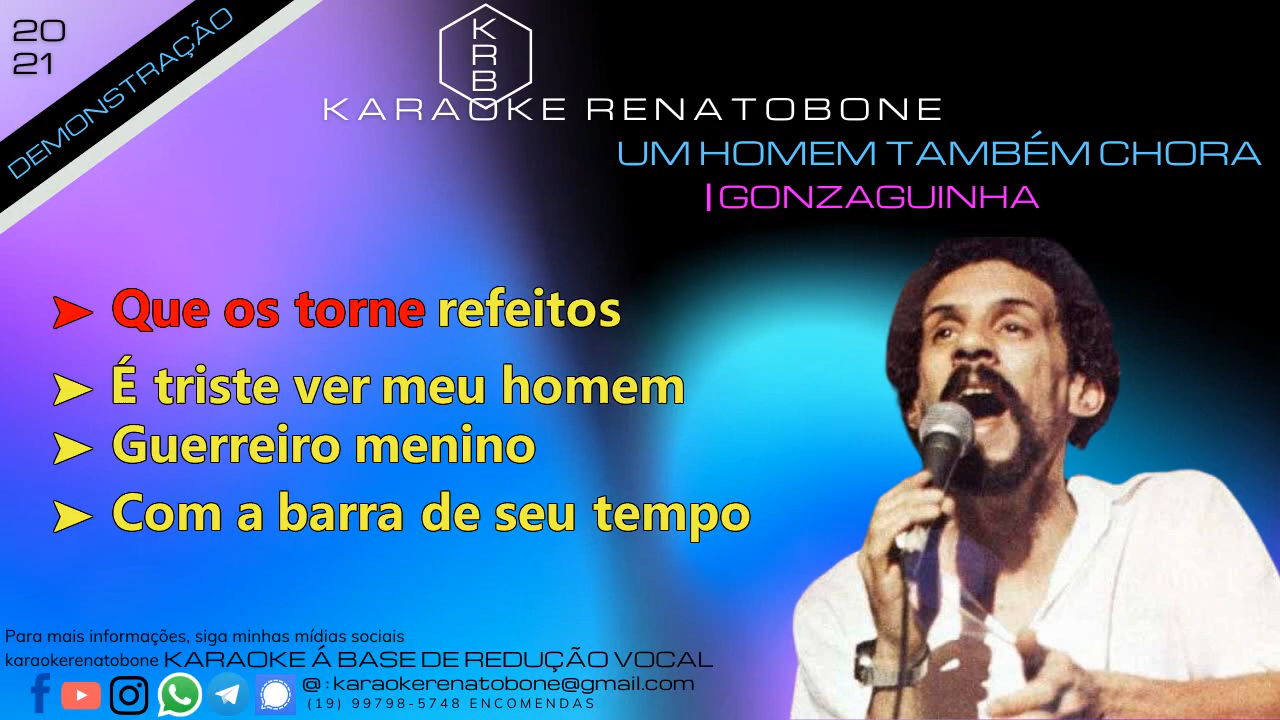 20
21
DEMONSTRAÇÃO
K
R
B
KARAOKE RENATOBONE
UM HOMEM TAMBÉM CHORA
|GONZAGUINHA
➤ Que os torne refeitos
➤ É triste ver meu homem
➤ Guerreiro menino
➤ Com a barra de seu tempo
Para mais informações, siga minhas mídias sociais
karaokerenatobone KARAOKE Á BASE DE REDUÇÃO VOCAL
@ : karaokerenatobone@gmail.com
(19) 99798-5748 ENCOMENDAS